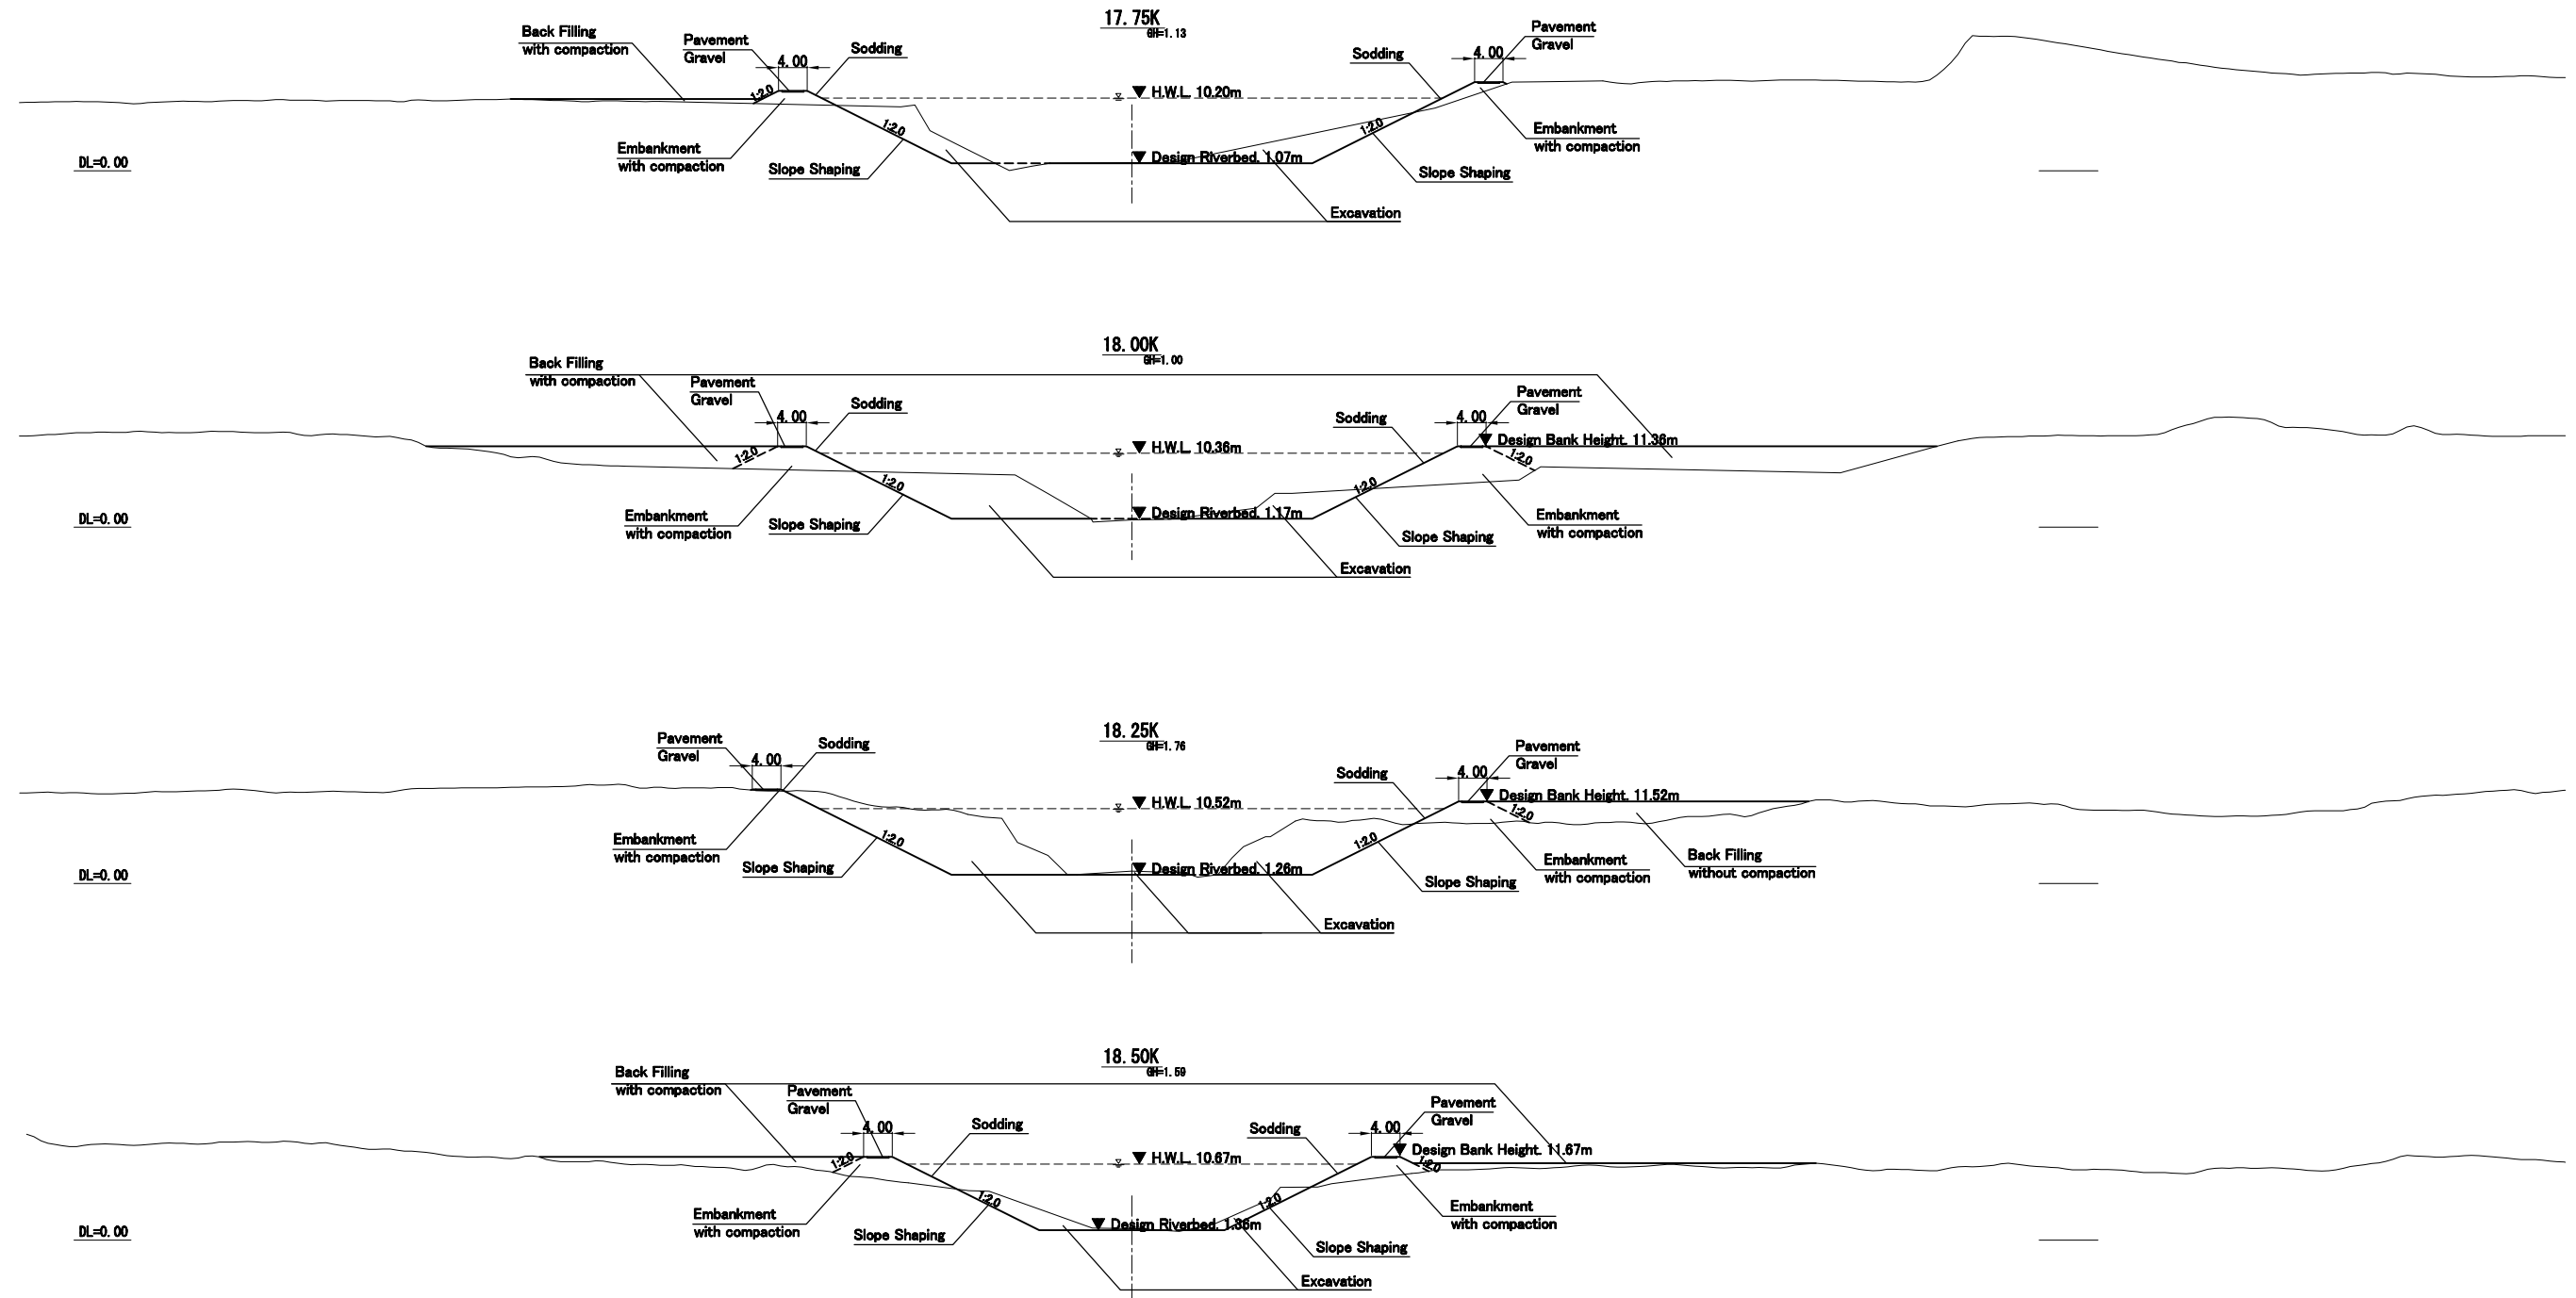 17.75K
GH=1.13
Back Filling
with compaction
Pavement
Gravel
4.00
Sodding
1:2.0
H.W.L. 10.20m
Sodding
4.00
Pavement
Gravel
Embankment
with compaction
1:2.0
Slope Shaping
Design Riverbed. 1.07m
1:2.0
Slope Shaping
Embankment
with compaction
Excavation
DL=0.00
18.00K
GH=1.00
Back Filling
with compaction
Pavement
Gravel
4.00
Sodding
1:2.0
H.W.L. 10.36m
Sodding
4.00
Pavement
Gravel
Design Bank Height. 11.36m
1:2.0
Embankment
with compaction
1:2.0
Slope Shaping
Design Riverbed. 1.17m
1:2.0
Slope Shaping
Embankment
with compaction
Excavation
DL=0.00
18.25K
GH=1.76
Pavement
Gravel
4.00
Sodding
H.W.L. 10.52m
Sodding
4.00
Pavement
Gravel
Design Bank Height. 11.52m
1:2.0
Embankment
with compaction
1:2.0
Slope Shaping
Design Riverbed. 1.26m
1:2.0
Slope Shaping
Embankment
with compaction
Back Filling
without compaction
Excavation
DL=0.00
18.50K
GH=1.59
Back Filling
with compaction
Pavement
Gravel
4.00
Sodding
1:2.0
H.W.L. 10.67m
Sodding
4.00
Pavement
Gravel
Design Bank Height. 11.67m
1:2.0
Embankment
with compaction
1:2.0
Slope Shaping
Design Riverbed. 1.36m
1:2.0
Slope Shaping
Embankment
with compaction
Excavation
DL=0.00